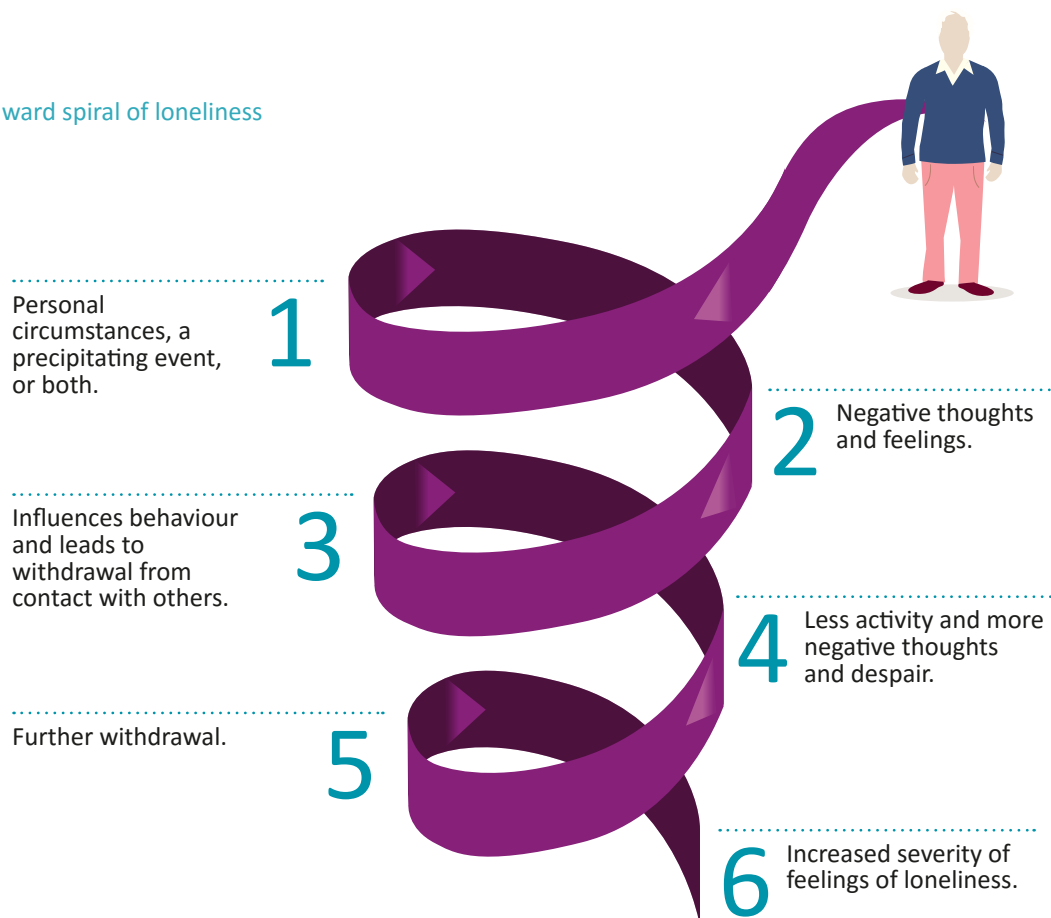 ward spiral of loneliness
1
Personal
circumstances, a
precipitating event,
or both.
2
Negative thoughts
and feelings.
3
Influences behaviour
and leads to
withdrawal from
contact with others.
4
Less activity and more
negative thoughts
and despair.
5
Further withdrawal.
6
Increased severity of
feelings of loneliness.